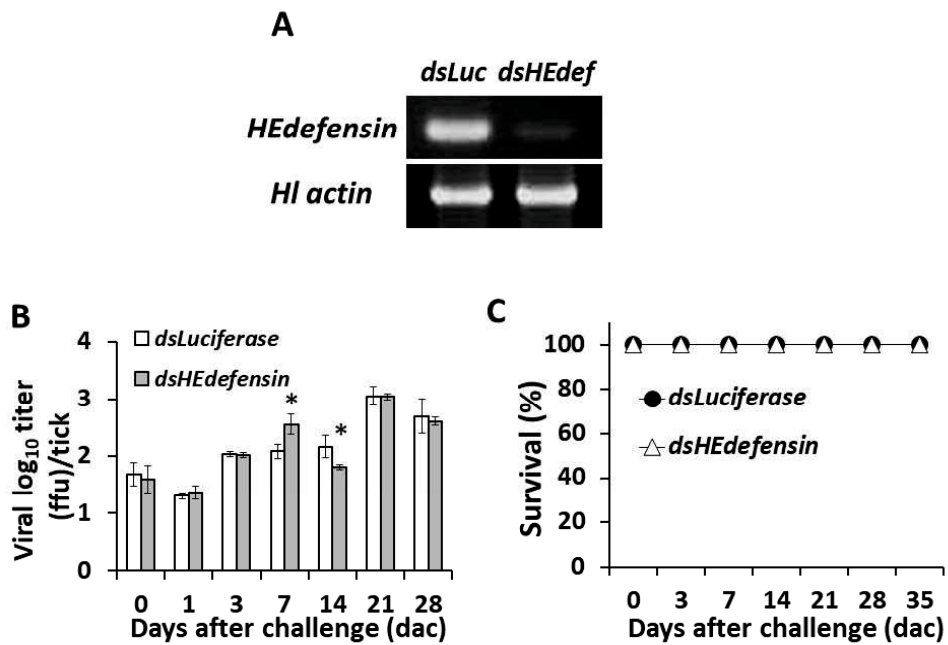 A
dsLuc dsHEdef
HEdefensin
Hl actin
B
dsLuciferase
dsHEdefensin
4
3
2
1
0
*
*
Viral log10 titer
(ffu)/tick
0 1 3 7 14 21 28
Days after challenge (dac)
C
100
80
60
40
20
0
Survival (%)
dsLuciferase
dsHEdefensin
0 3 7 14 21 28 35
Days after challenge (dac)